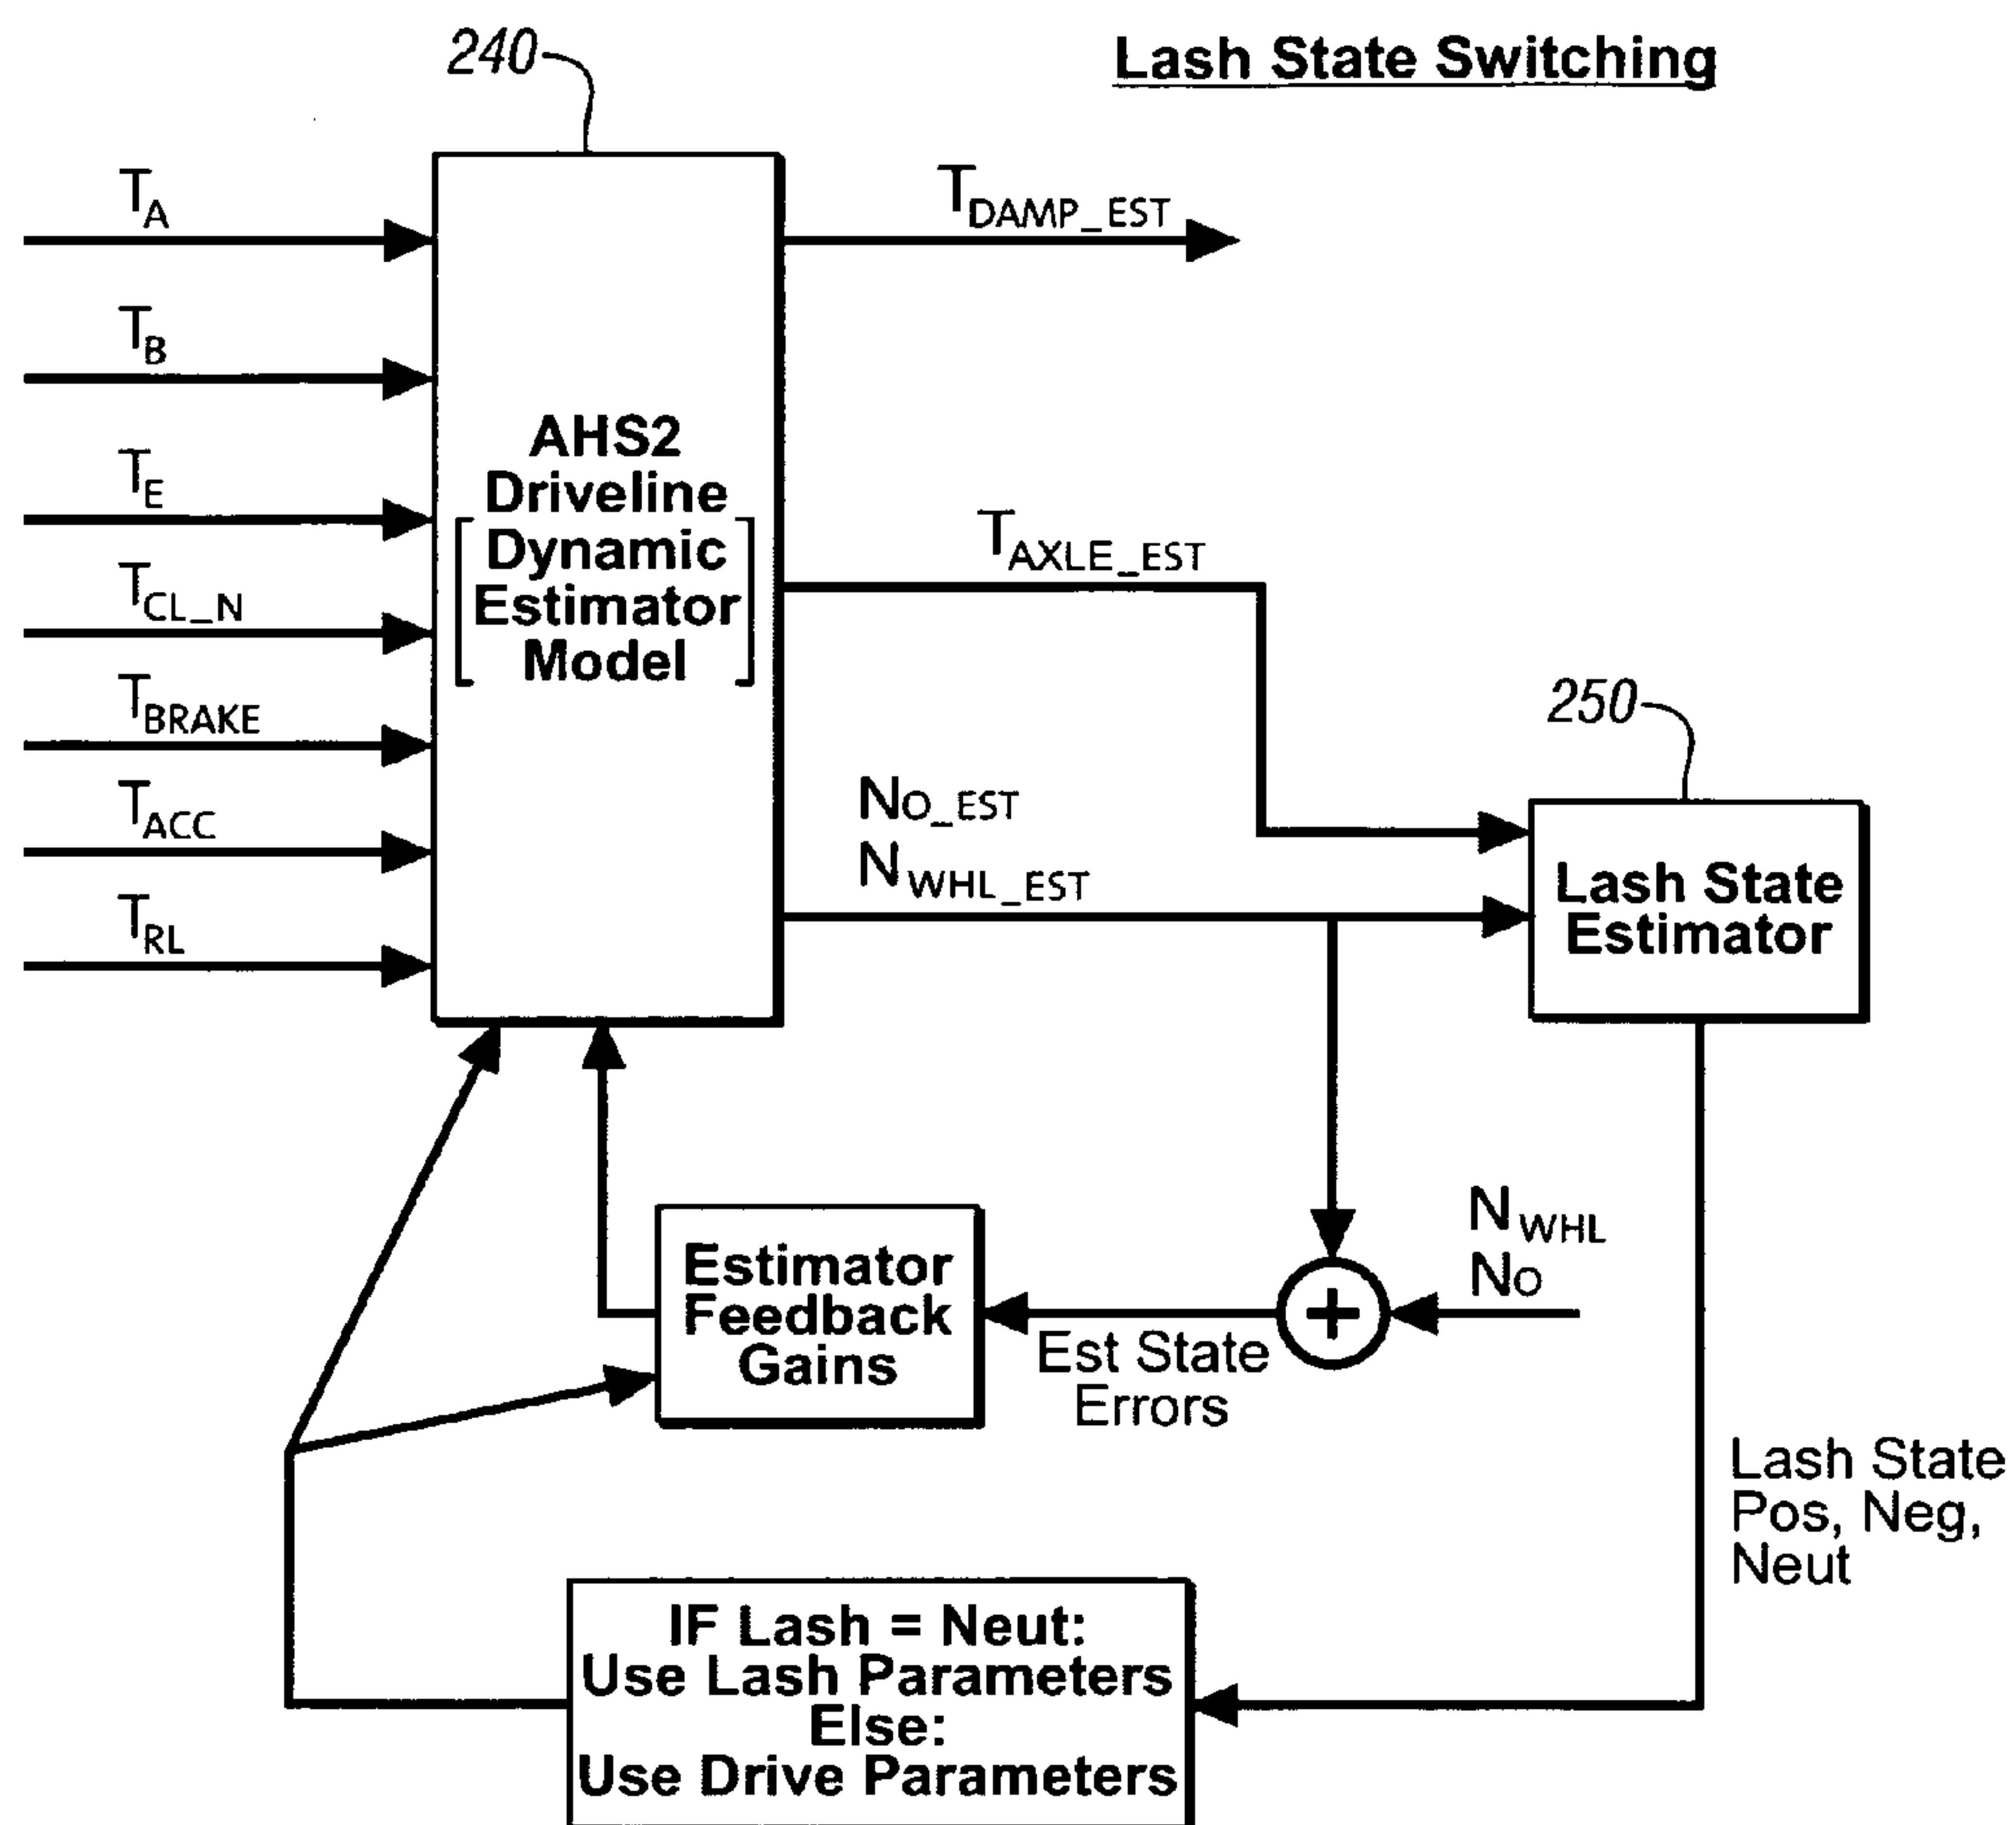 240
Lash State Switching
T_A
T_DAMP_EST
T_B
AHS2
Driveline
Dynamic
Estimator
Model
T_E
T_AXLE_EST
T_CL_N
T_BRAKE
250
T_ACC
N_O_EST
N_WHL_EST
T_RL
Lash State
Estimator
N_WHL
N_O
Estimator
Feedback
Gains
Est State
Errors
Lash State
Pos, Neg,
Neut
IF Lash = Neut:
Use Lash Parameters
Else:
Use Drive Parameters